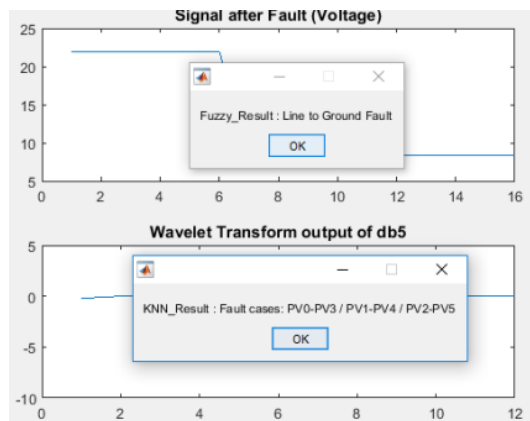 Signal after Fault (Voltage)
25
20
15
10
5
Fuzzy_Result : Line to Ground Fault
OK
0 2 4 6 8 10 12 14 16
Wavelet Transform output of db5
5
0
-5
-10
KNN_Result : Fault cases: PV0-PV3 / PV1-PV4 / PV2-PV5
OK
0 2 4 6 8 10 12